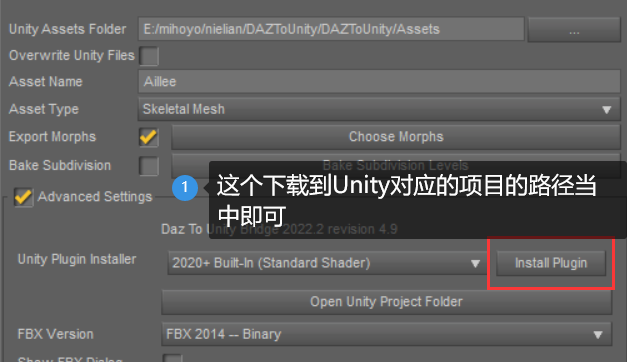 Unity Assets Folder E:/mihoyo/nielian/DAZToUnity/DAZToUnity/Assets ...
Overwrite Unity Files
Asset Name Aillee
Asset Type Skeletal Mesh
Export Morphs Choose Morphs
Bake Subdivision Bake Subdivision Levels
1 这个下载到Unity对应的项目的路径当
中即可
Advanced Settings
Daz To Unity Bridge 2022.2 revision 4.9
Unity Plugin Installer 2020+ Built-In (Standard Shader) Install Plugin
Open Unity Project Folder
FBX Version FBX 2014 -- Binary
Show FBX Dialog